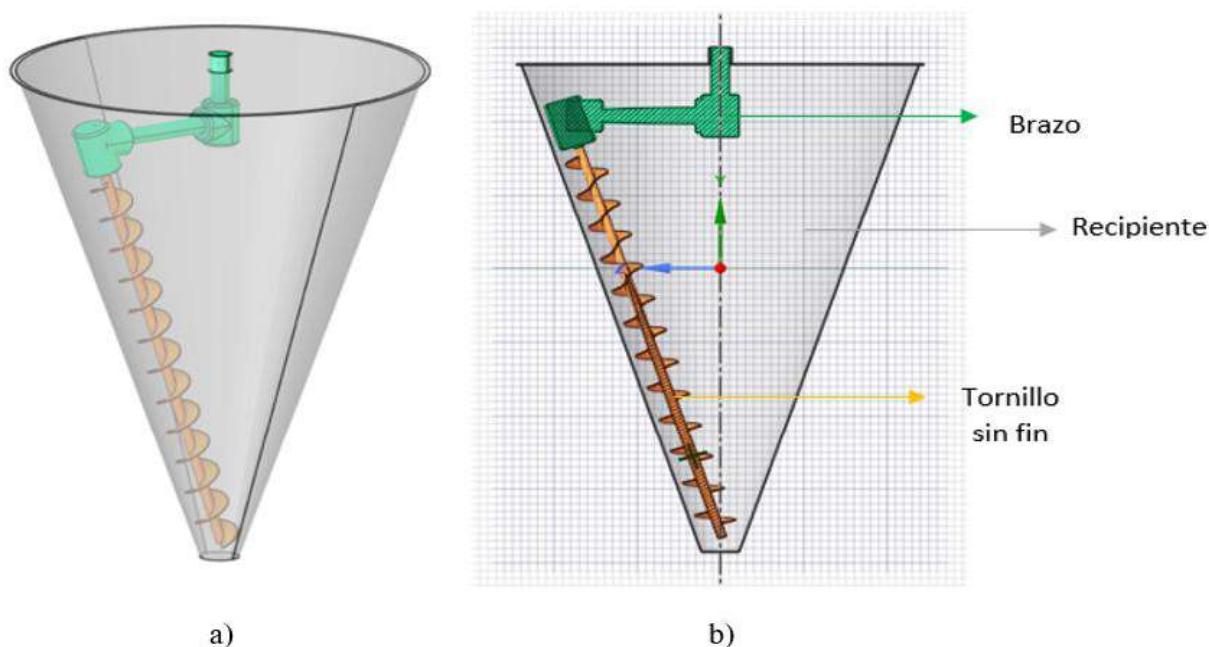 Brazo
Recipiente
Tornillo
sin fin
Y
a)
b)